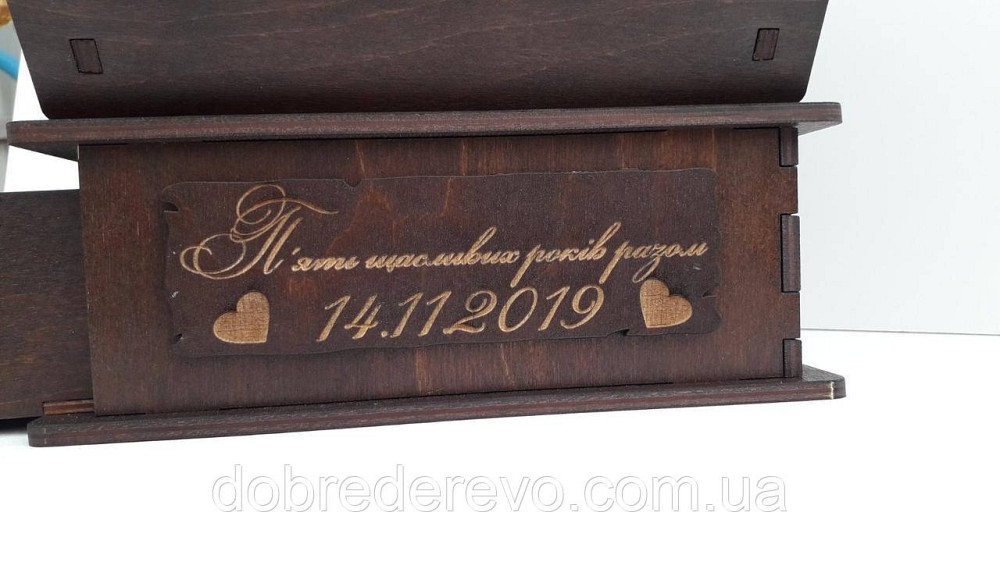 П'ять щасливих років разом
14.11.2019
dobrederevo.com.ua